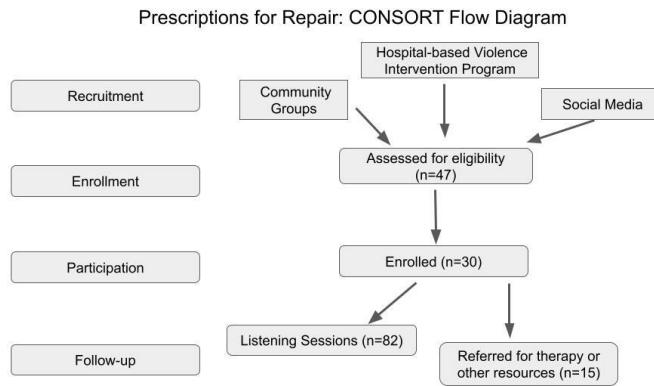 Prescriptions for Repair: CONSORT Flow Diagram
Recruitment
Hospital-based Violence
Intervention Program
Community
Groups
Social Media
Enrollment
Assessed for eligibility
(n=47)
Participation
Enrolled (n=30)
Follow-up
Listening Sessions (n=82)
Referred for therapy or
other resources (n=15)